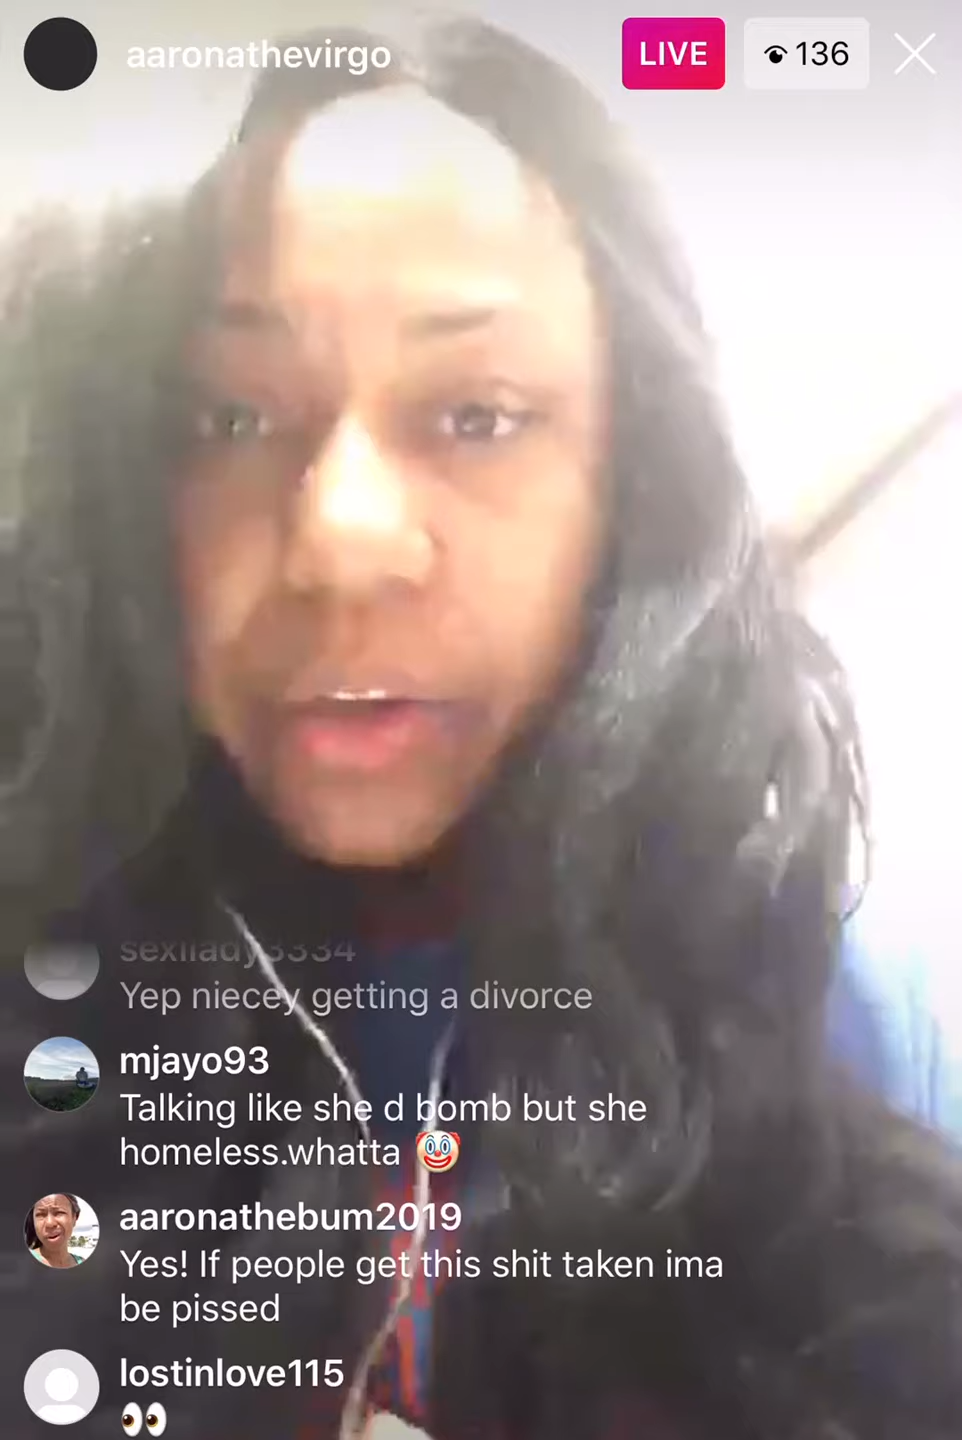 aaronathevirgo
LIVE
136
sexilady3334
Yep niecey getting a divorce
mjayo93
Talking like she d bomb but she
homeless.whatta 🤡
aaronathebum2019
Yes! If people get this shit taken ima
be pissed
lostinlove115
👀